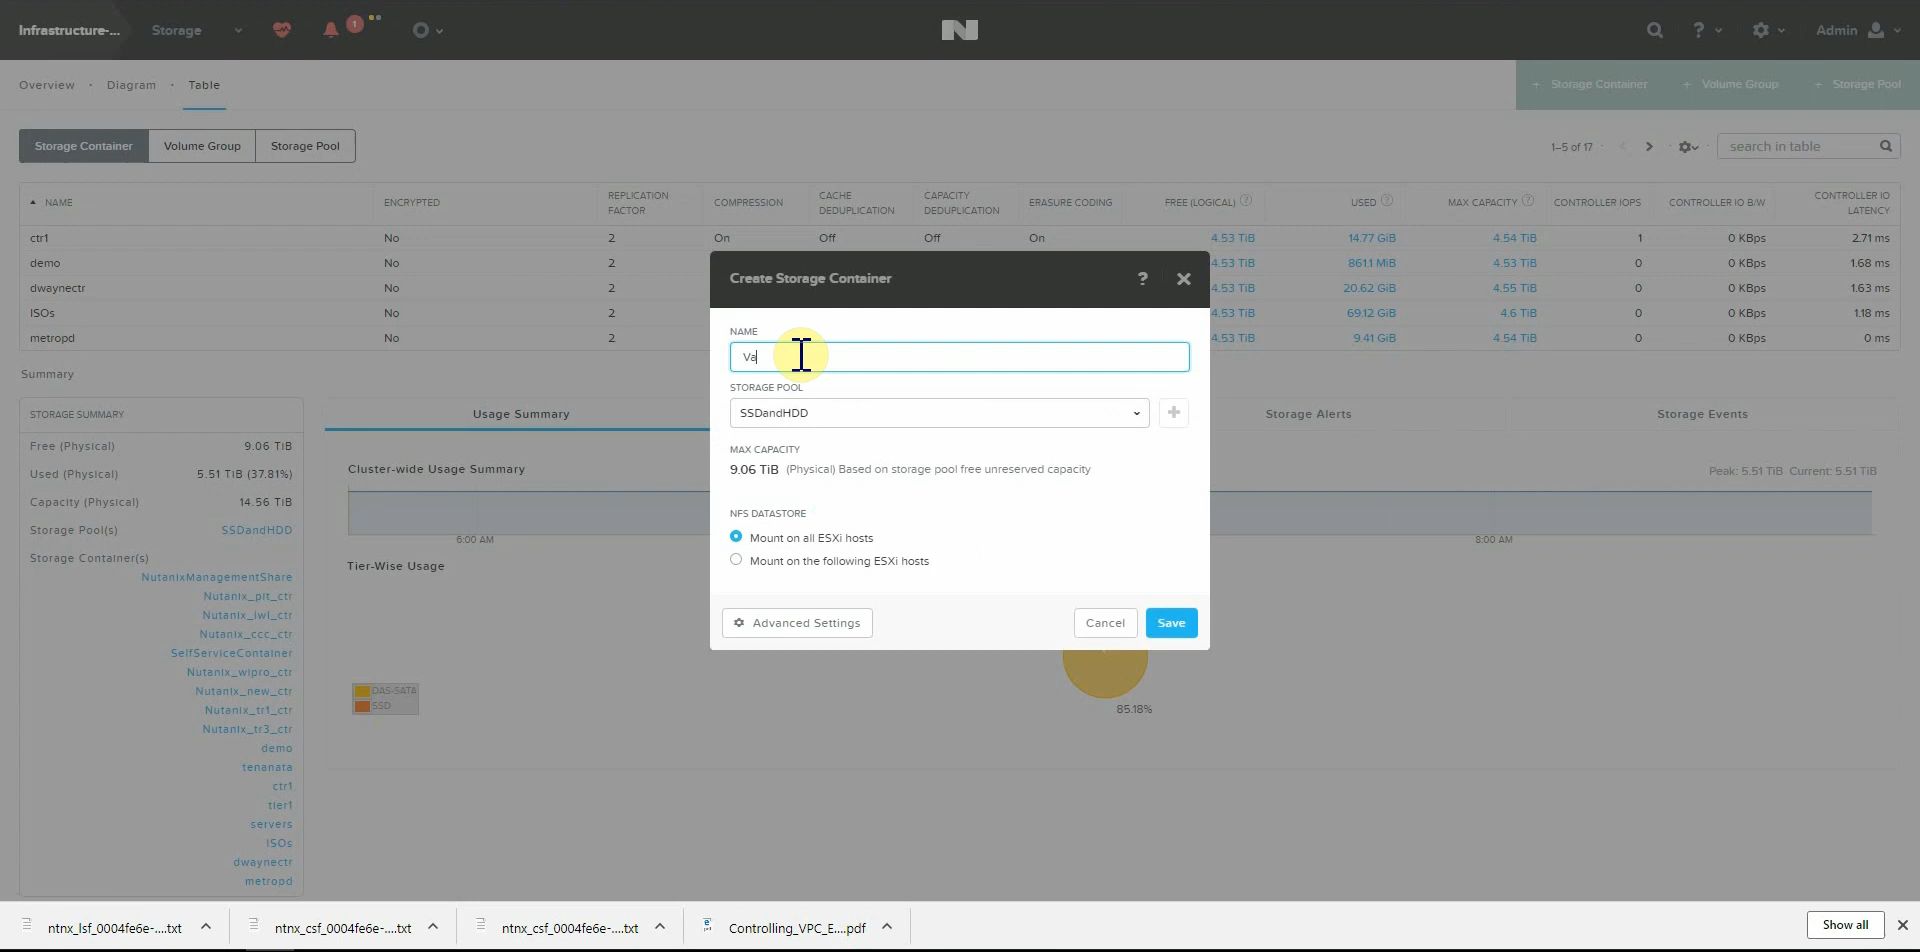 Infrastructure-... Storage 1 ? Admin
Overview · Diagram · Table + Storage Container + Volume Group + Storage Pool
Storage Container Volume Group Storage Pool 1–5 of 17 search in table
NAME ENCRYPTED REPLICATION FACTOR COMPRESSION CACHE DEDUPLICATION CAPACITY DEDUPLICATION ERASURE CODING FREE (LOGICAL) ? USED ? MAX CAPACITY ? CONTROLLER IOPS CONTROLLER IO B/W CONTROLLER IO LATENCY
ctr1 No 2 On Off Off On 4.53 TiB 14.77 GiB 4.54 TiB 1 0 KBps 2.71 ms
demo No 2 4.53 TiB 861.1 MiB 4.53 TiB 0 0 KBps 1.68 ms
dwaynectr No 2 4.53 TiB 20.62 GiB 4.55 TiB 0 0 KBps 1.63 ms
ISOs No 2 4.53 TiB 69.12 GiB 4.6 TiB 0 0 KBps 1.18 ms
metropd No 2 4.53 TiB 9.41 GiB 4.54 TiB 0 0 KBps 0 ms
Create Storage Container ?
NAME
Va
STORAGE POOL
SSDandHDD
MAX CAPACITY
9.06 TiB (Physical) Based on storage pool free unreserved capacity
NFS DATASTORE
Mount on all ESXi hosts
Mount on the following ESXi hosts
Advanced Settings Cancel Save
Summary
STORAGE SUMMARY
Free (Physical) 9.06 TiB
Used (Physical) 5.51 TiB (37.81%)
Capacity (Physical) 14.56 TiB
Storage Pool(s) SSDandHDD
Storage Container(s)
NutanixManagementShare
Nutanix_pit_ctr
Nutanix_iwl_ctr
Nutanix_ccc_ctr
SelfServiceContainer
Nutanix_wipro_ctr
Nutanix_new_ctr
Nutanix_tr1_ctr
Nutanix_tr3_ctr
demo
tenanata
ctr1
tier1
servers
ISOs
dwaynectr
metropd
Usage Summary Storage Alerts Storage Events
Cluster-wide Usage Summary Peak: 5.51 TiB Current: 5.51 TiB
6:00 AM 8:00 AM
Tier-Wise Usage
DAS-SATA
SSD
85.18%
ntnx_lsf_0004fe6e-....txt ntnx_csf_0004fe6e-....txt ntnx_csf_0004fe6e-....txt Controlling_VPC_E....pdf Show all